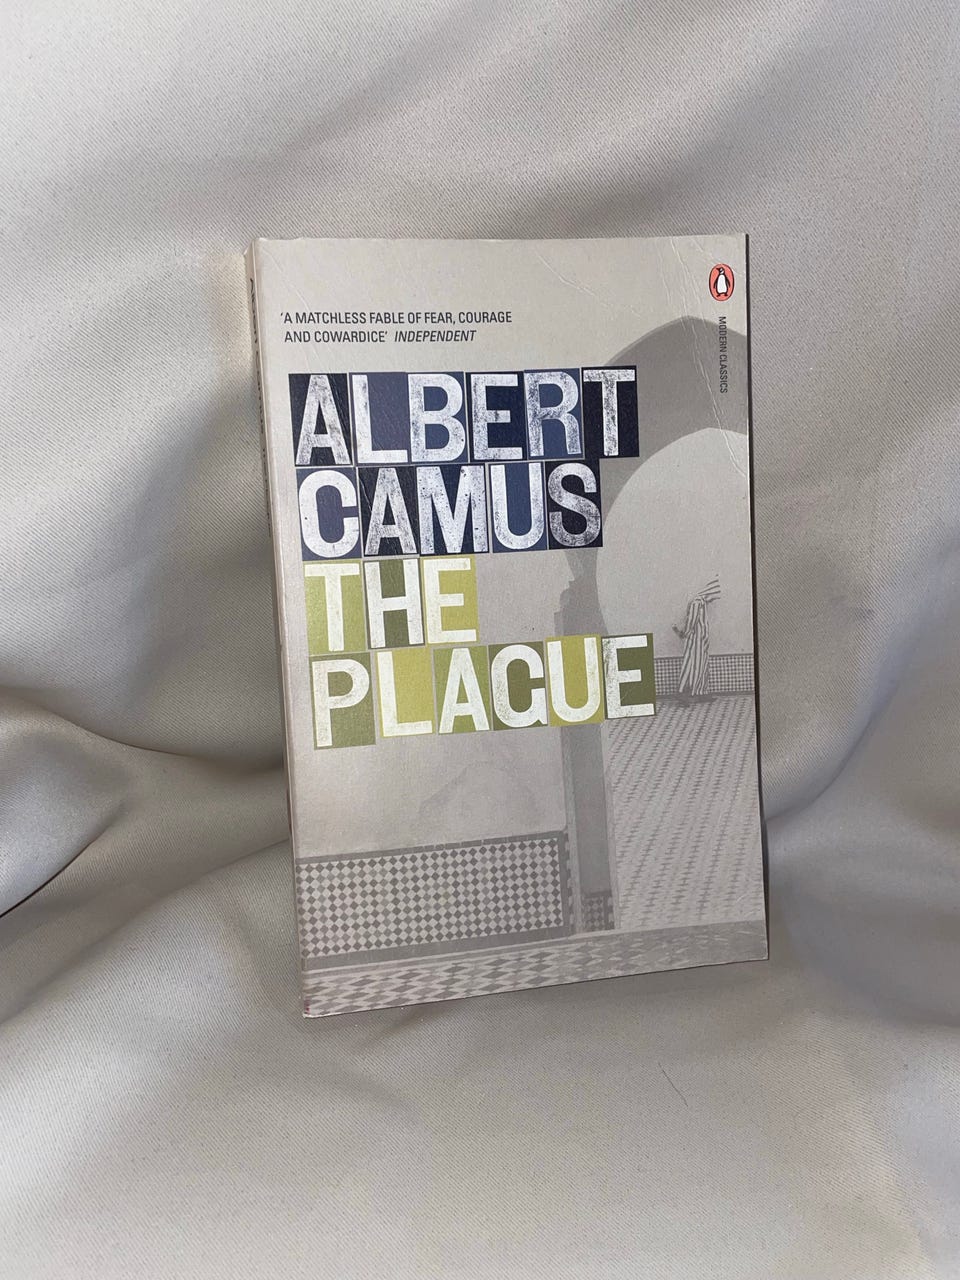 'A MATCHLESS FABLE OF FEAR, COURAGE
AND COWARDICE' INDEPENDENT
ALBERT
CAMUS
THE
PLAGUE
MODERN CLASSICS